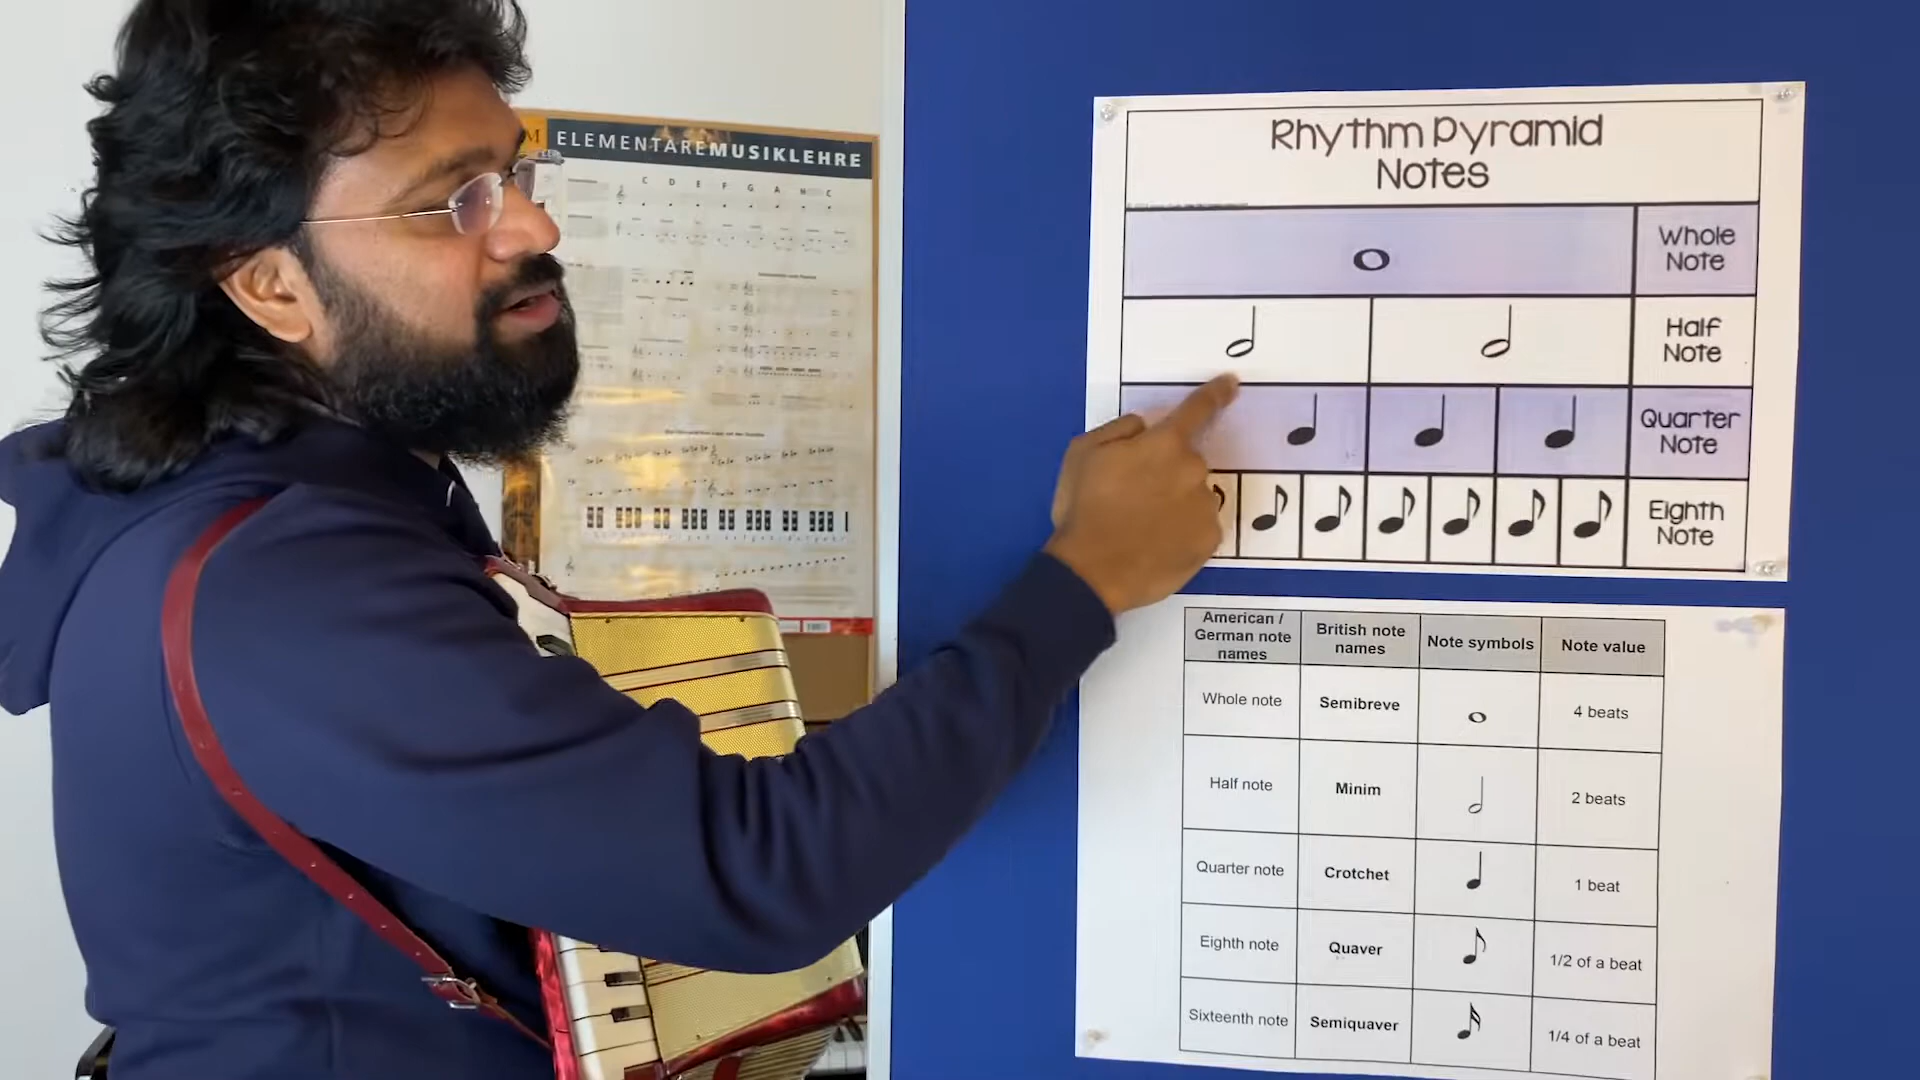 M ELEMENTARE MUSIKLEHRE
C D E F G A H C
Rhythm Pyramid
Notes
Whole
Note
Half
Note
Quarter
Note
Eighth
Note
American /
German note
names
British note
names
Note symbols
Note value
Whole note
Semibreve
4 beats
Half note
Minim
2 beats
Quarter note
Crotchet
1 beat
Eighth note
Quaver
1/2 of a beat
Sixteenth note
Semiquaver
1/4 of a beat